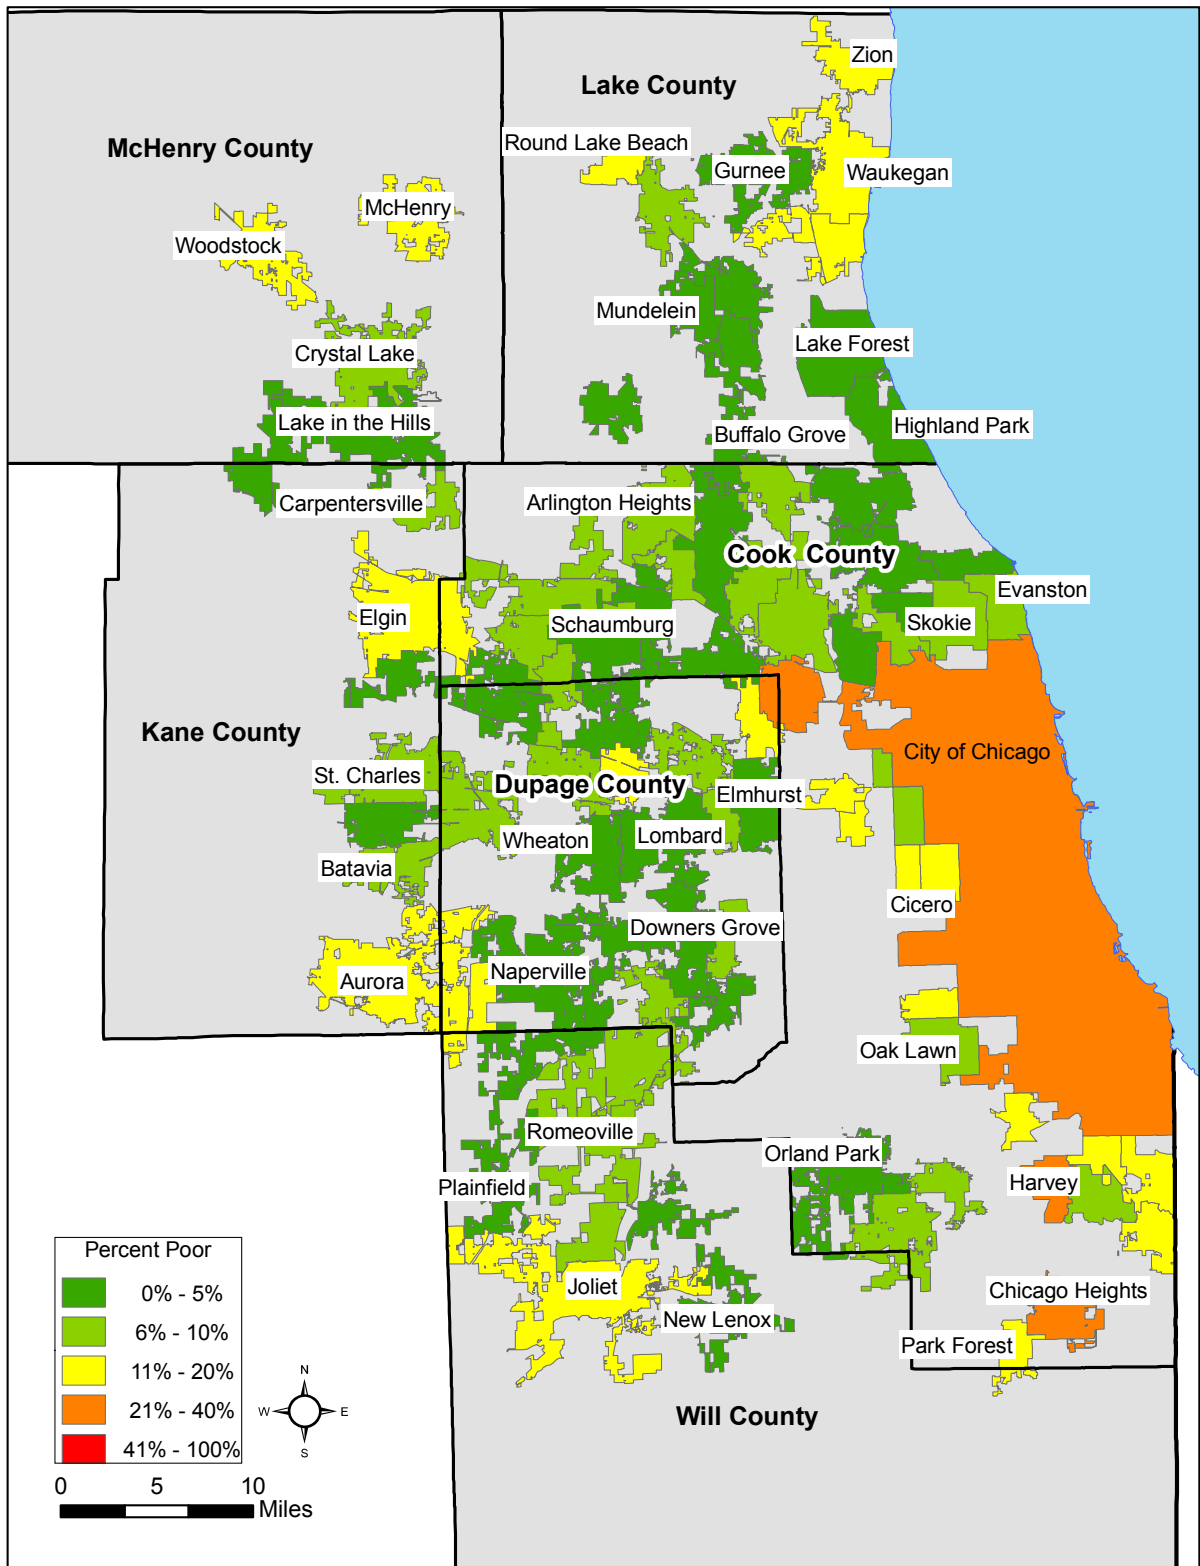 Zion
Lake County
McHenry County
Round Lake Beach
Gurnee
Waukegan
McHenry
Woodstock
Mundelein
Lake Forest
Crystal Lake
Lake in the Hills
Highland Park
Buffalo Grove
Carpentersville
Arlington Heights
Cook County
Evanston
Elgin
Schaumburg
Skokie
Kane County
City of Chicago
St. Charles
Dupage County
Elmhurst
Wheaton
Lombard
Batavia
Cicero
Downers Grove
Naperville
Aurora
Oak Lawn
Romeoville
Orland Park
Plainfield
Harvey
Percent Poor
0% - 5%
6% - 10%
11% - 20%
21% - 40%
41% - 100%
Joliet
Chicago Heights
New Lenox
Park Forest
N
W E
S
Will County
0 5 10
Miles